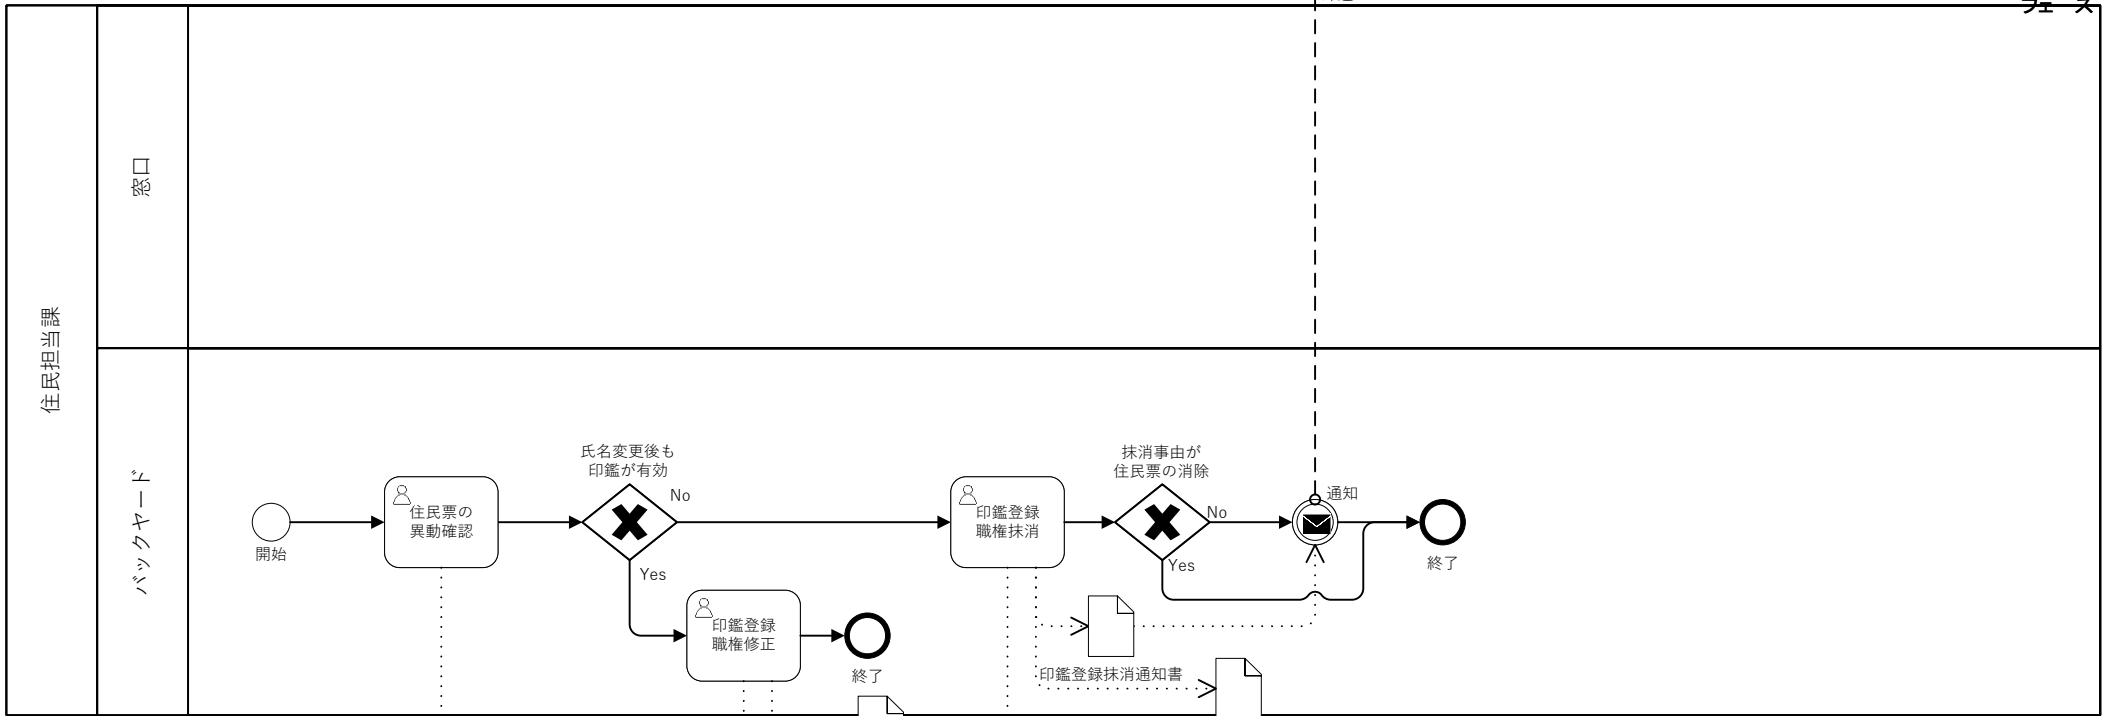 フェーズ
住民担当課
窓口
バックヤード
氏名変更後も
印鑑が有効
抹消事由が
住民票の消除
No
通知
住民票の
異動確認
印鑑登録
職権抹消
No
開始
終了
Yes
Yes
印鑑登録
職権修正
終了
印鑑登録抹消通知書